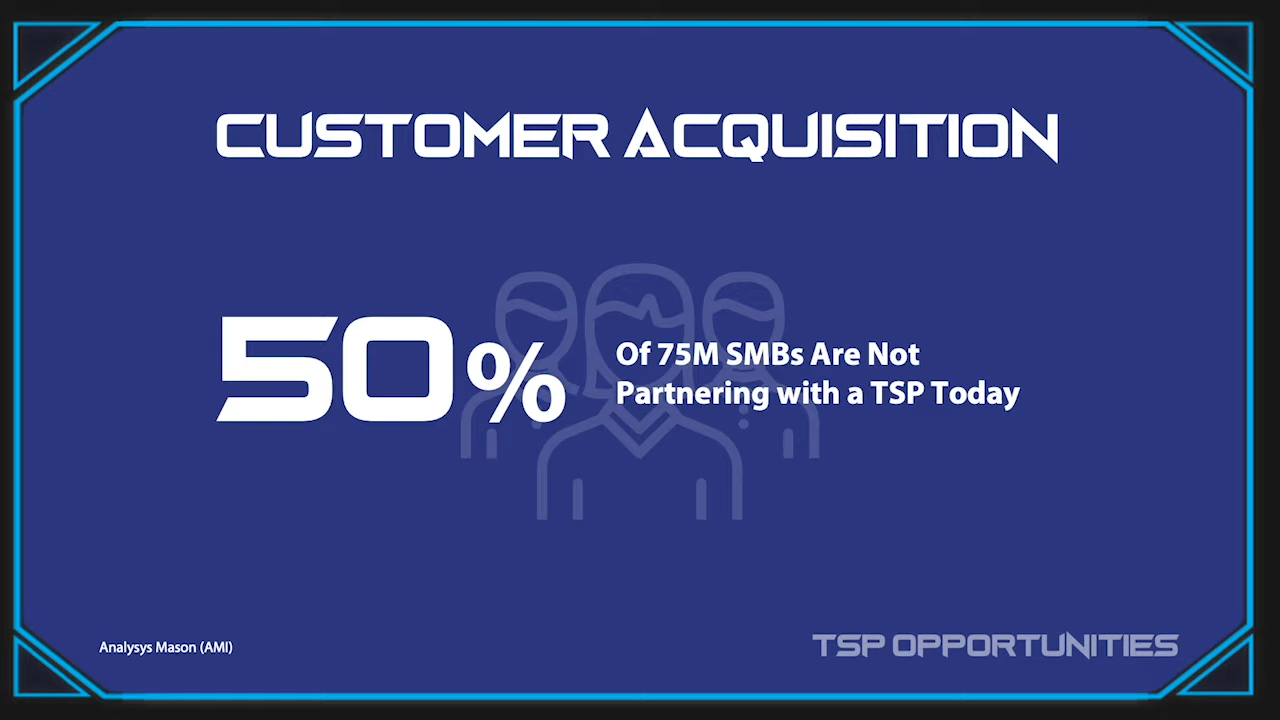 CUSTOMER ACQUISITION
50%
Of 75M SMBs Are Not
Partnering with a TSP Today
Analysys Mason (AMI)
TSP OPPORTUNITIES